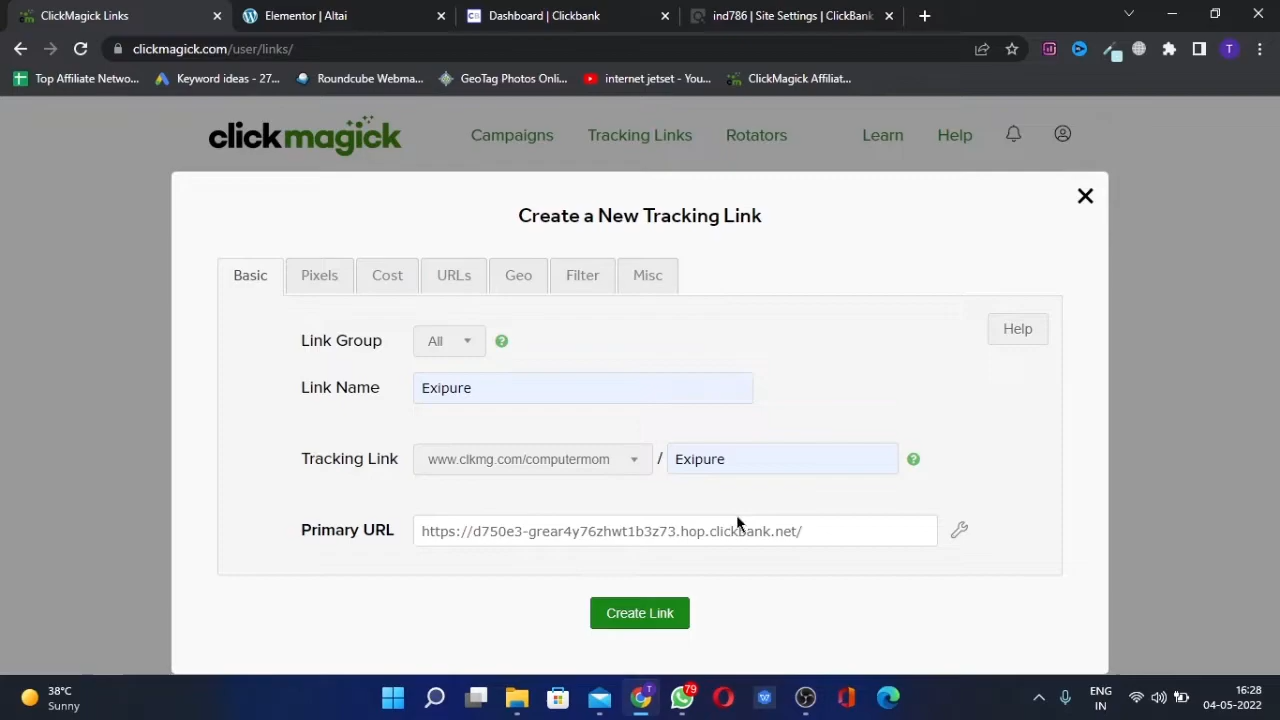 ClickMagick Links
Elementor | Altai
Dashboard | Clickbank
ind786 | Site Settings | ClickBank
clickmagick.com/user/links/
T
Top Affiliate Netwo...
Keyword ideas - 27...
Roundcube Webma...
GeoTag Photos Onli...
internet jetset - You...
ClickMagick Affiliat...
clickmagick
Campaigns
Tracking Links
Rotators
Learn
Help
Create a New Tracking Link
Basic
Pixels
Cost
URLs
Geo
Filter
Misc
Help
Link Group
All
Link Name
Exipure
Tracking Link
www.clkmg.com/computermom
/
Exipure
Primary URL
https://d750e3-grear4y76zhwt1b3z73.hop.clickbank.net/
Create Link
38°C
Sunny
T
79
ENG
IN
16:28
04-05-2022